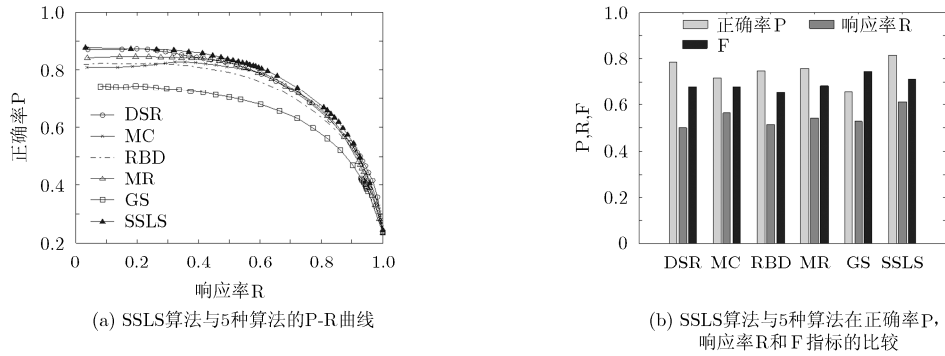 1.0
0.8
0.6
0.4
0.2
正确率P
DSR
MC
RBD
MR
GS
SSLS
0 0.2 0.4 0.6 0.8 1.0
响应率R
(a) SSLS算法与5种算法的P-R曲线
1.0
0.8
0.6
0.4
0.2
0
P,R,F
正确率P 响应率R
F
DSR MC RBD MR GS SSLS
(b) SSLS算法与5种算法在正确率P,
响应率R和F指标的比较